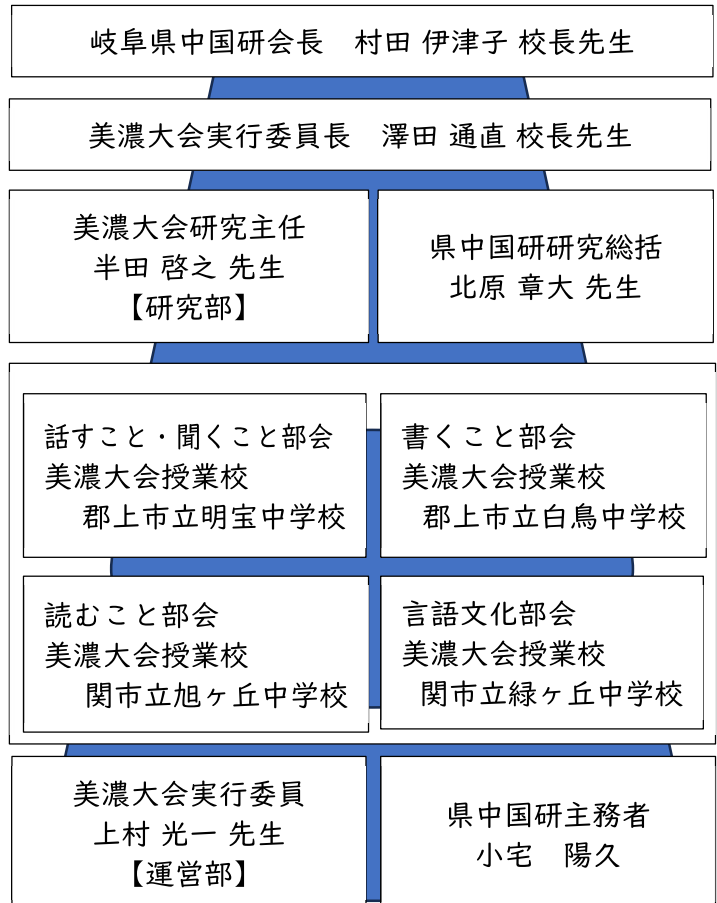 岐阜県中国研会長　村田 伊津子 校長先生
美濃大会実行委員長　澤田 通直 校長先生
美濃大会研究主任
半田 啓之 先生
【研究部】
県中国研研究総括
北原 章大 先生
話すこと・聞くこと部会
美濃大会授業校
郡上市立明宝中学校
書くこと部会
美濃大会授業校
郡上市立白鳥中学校
読むこと部会
美濃大会授業校
関市立旭ヶ丘中学校
言語文化部会
美濃大会授業校
関市立緑ヶ丘中学校
美濃大会実行委員
上村 光一 先生
【運営部】
県中国研主務者
小宅　陽久